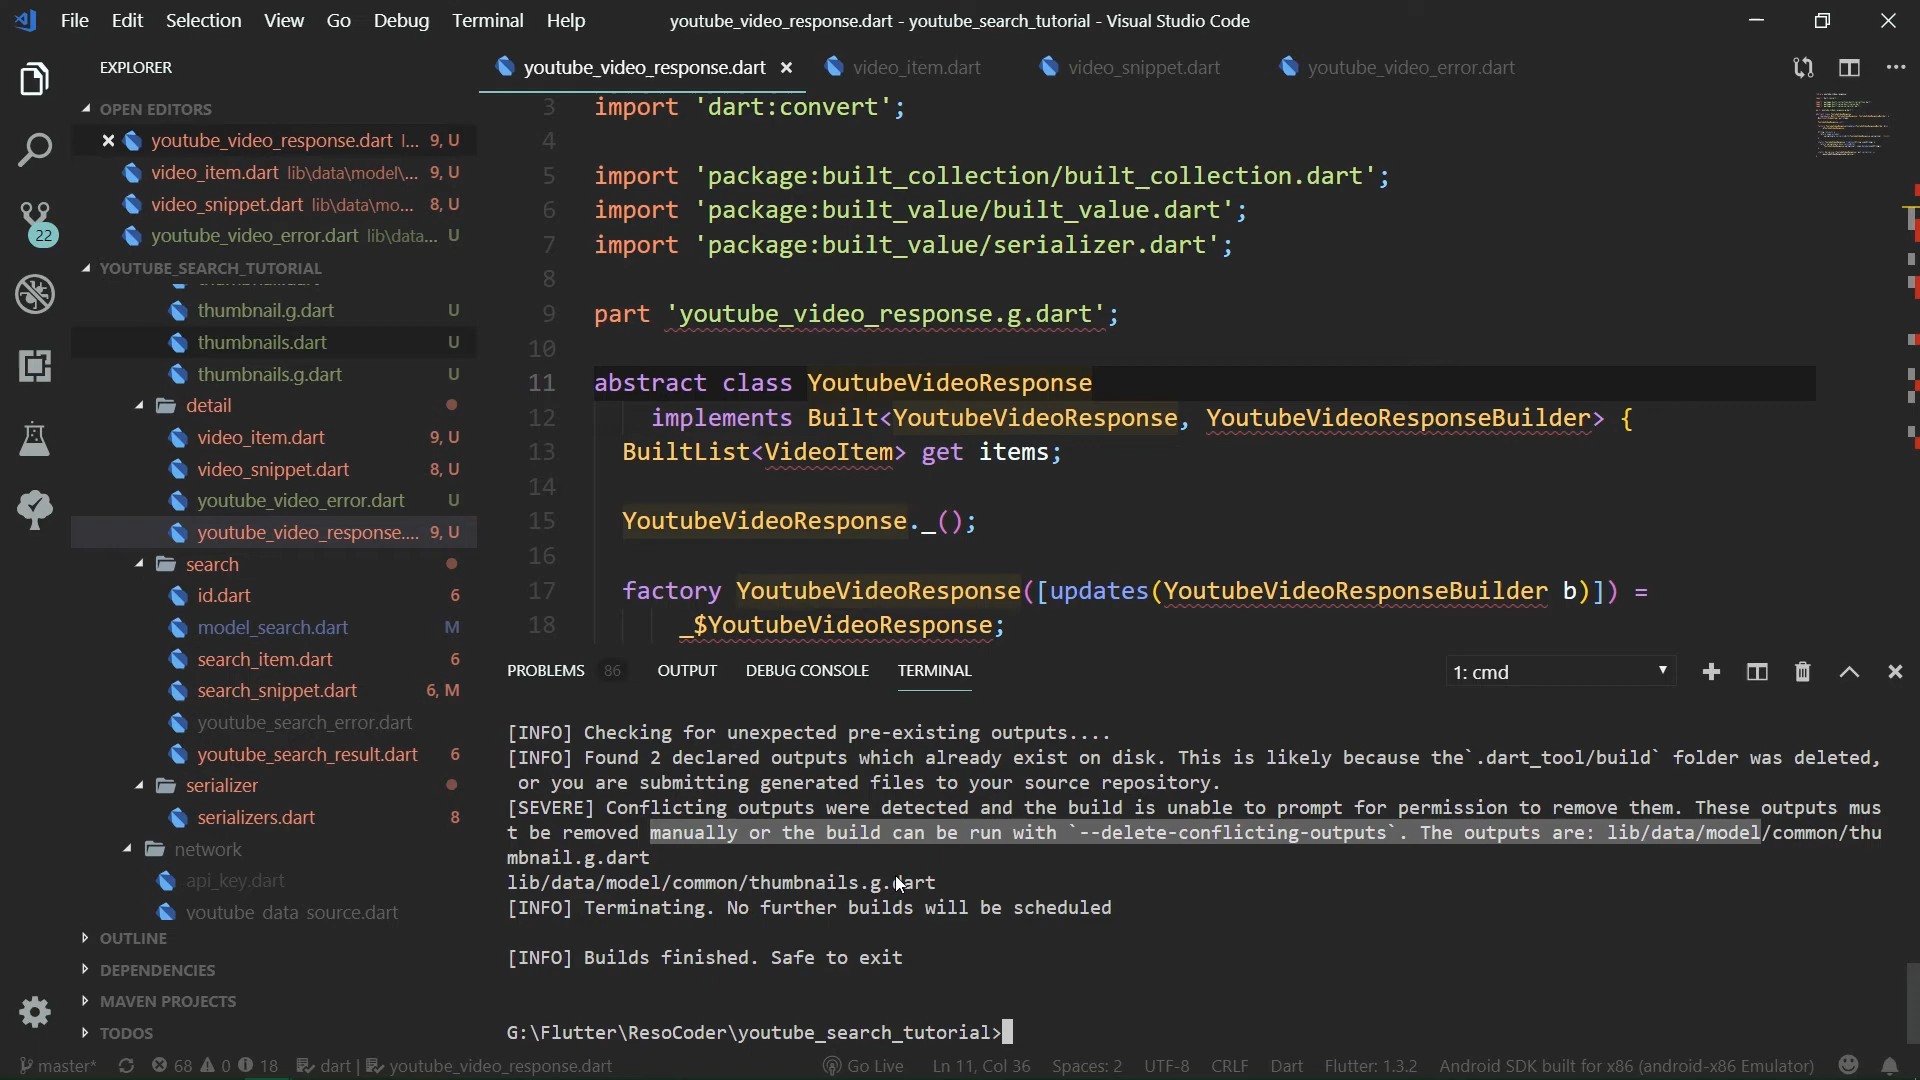 File Edit Selection View Go Debug Terminal Help
youtube_video_response.dart - youtube_search_tutorial - Visual Studio Code
EXPLORER
OPEN EDITORS
youtube_video_response.dart l... 9, U
video_item.dart lib\data\model\... 9, U
video_snippet.dart lib\data\mo... 8, U
youtube_video_error.dart lib\data... U
22
YOUTUBE_SEARCH_TUTORIAL
thumbnail.g.dart U
thumbnails.dart U
thumbnails.g.dart U
detail
video_item.dart 9, U
video_snippet.dart 8, U
youtube_video_error.dart U
youtube_video_response.... 9, U
search
id.dart 6
model_search.dart M
search_item.dart 6
search_snippet.dart 6, M
youtube_search_error.dart
youtube_search_result.dart 6
serializer
serializers.dart 8
network
api_key.dart
youtube_data_source.dart
OUTLINE
DEPENDENCIES
MAVEN PROJECTS
TODOS
youtube_video_response.dart video_item.dart video_snippet.dart youtube_video_error.dart
3 import 'dart:convert';
4
5 import 'package:built_collection/built_collection.dart';
6 import 'package:built_value/built_value.dart';
7 import 'package:built_value/serializer.dart';
8
9 part 'youtube_video_response.g.dart';
10
11 abstract class YoutubeVideoResponse
12 implements Built<YoutubeVideoResponse, YoutubeVideoResponseBuilder> {
13 BuiltList<VideoItem> get items;
14
15 YoutubeVideoResponse._();
16
17 factory YoutubeVideoResponse([updates(YoutubeVideoResponseBuilder b)]) =
18 _$YoutubeVideoResponse;
PROBLEMS 86 OUTPUT DEBUG CONSOLE TERMINAL 1: cmd
[INFO] Checking for unexpected pre-existing outputs....
[INFO] Found 2 declared outputs which already exist on disk. This is likely because the`.dart_tool/build` folder was deleted,
or you are submitting generated files to your source repository.
[SEVERE] Conflicting outputs were detected and the build is unable to prompt for permission to remove them. These outputs mus
t be removed manually or the build can be run with `--delete-conflicting-outputs`. The outputs are: lib/data/model/common/thu
mbnail.g.dart
lib/data/model/common/thumbnails.g.dart
[INFO] Terminating. No further builds will be scheduled
[INFO] Builds finished. Safe to exit
G:\Flutter\ResoCoder\youtube_search_tutorial>
master* 68 0 18 dart | youtube_video_response.dart Go Live Ln 11, Col 36 Spaces: 2 UTF-8 CRLF Dart Flutter: 1.3.2 Android SDK built for x86 (android-x86 Emulator)